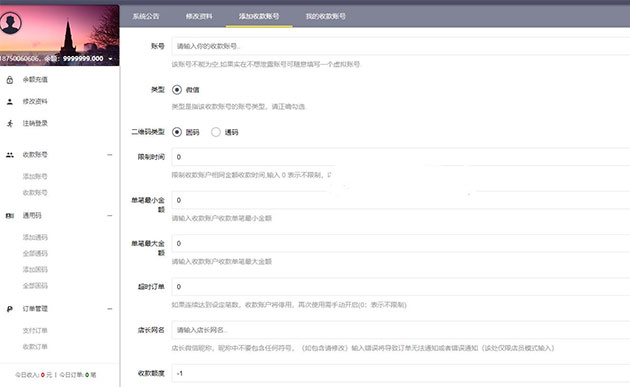 系统公告 修改资料 添加收款账号 我的收款账号
18750060606，余额：9999999.000
余额充值
修改资料
注销登录
收款账号
添加账号
收款账号
通用码
添加通码
全部通码
添加固码
全部固码
订单管理
支付订单
收款订单
今日收入: 0 元 | 今日订单: 0 笔
账号 请输入你的收款账号..
该账号不能为空,如果实在不想泄露账号可随意填写一个虚拟账号.
类型 微信
类型是指该收款账号的账号类型，请正确勾选.
二维码类型 固码 通码
限制时间 0
限制收款账户相同金额收款时间,输入 0 表示不限制，
单笔最小金额 0
请输入收款账户收款单笔最小金额
单笔最大金额 0
请输入收款账户收款单笔最大金额
超时订单 0
如果连续达到设定笔数，收款账户将停用，再次使用需手动开启(0：表示不限制)
店长网名 请输入店长网名..
店长微信昵称，昵称中不要包含任何符号，（如包含请修改）输入错误将导致订单无法通知或者错误通知（该处仅限店员模式输入）
收款额度 -1